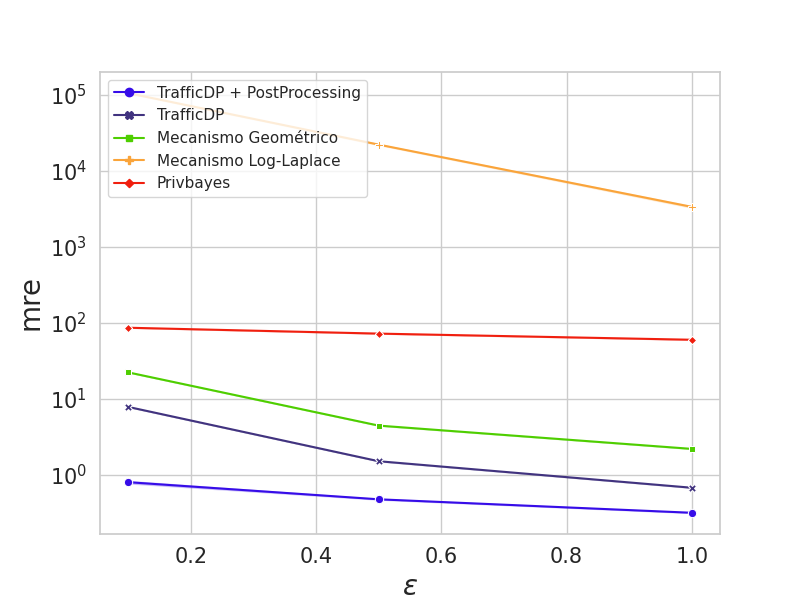 TrafficDP + PostProcessing
TrafficDP
Mecanismo Geométrico
Mecanismo Log-Laplace
Privbayes
10^5
10^4
10^3
10^2
10^1
10^0
mre
0.2 0.4 0.6 0.8 1.0
ε